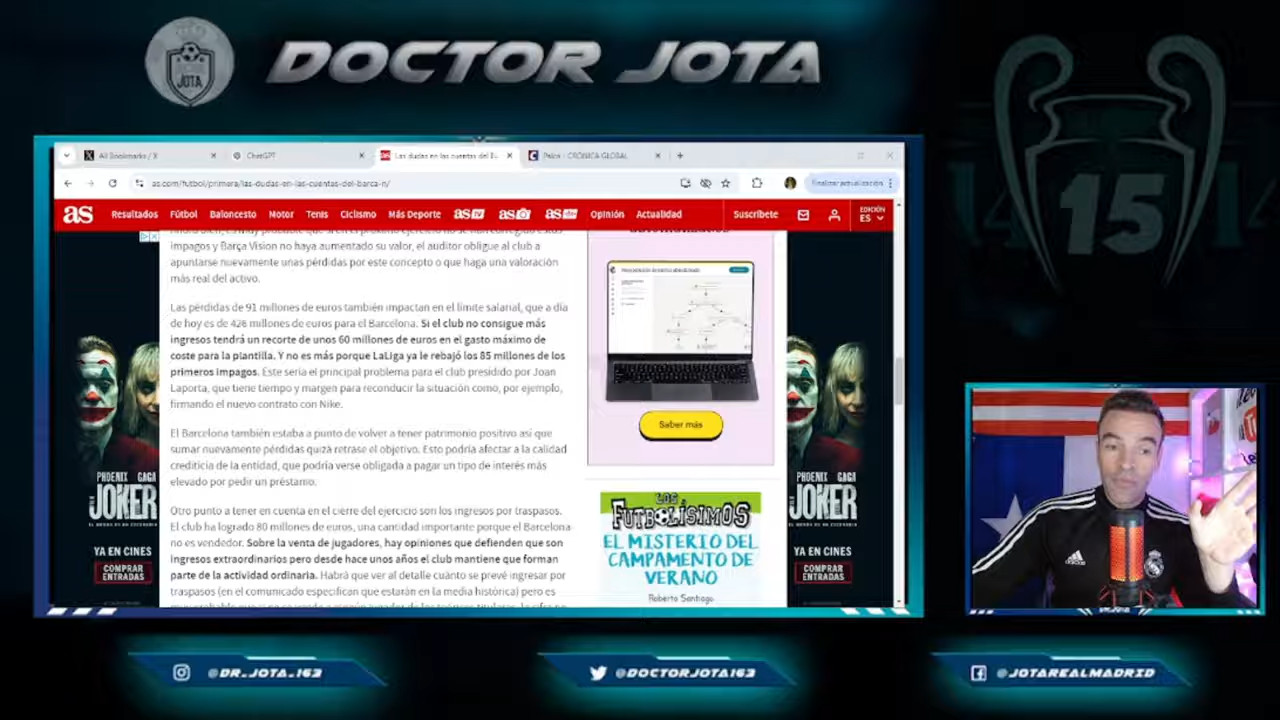 DOCTOR JOTA
JOTA
15
All Bookmarks / X
ChatGPT
Las dudas en las cuentas del B
Palco | CRÓNICA GLOBAL
as.com/futbol/primera/las-dudas-en-las-cuentas-del-barca-n/
Finalizar actualización
as
Resultados
Fútbol
Baloncesto
Motor
Tenis
Ciclismo
Más Deporte
as
as
as
Opinión
Actualidad
Suscríbete
EDICIÓN
ES
impagos y Barça Vision no haya aumentado su valor, el auditor obligue al club a
apuntarse nuevamente unas pérdidas por este concepto o que haga una valoración
más real del activo.
Las pérdidas de 91 millones de euros también impactan en el límite salarial, que a día
de hoy es de 426 millones de euros para el Barcelona. Si el club no consigue más
ingresos tendrá un recorte de unos 60 millones de euros en el gasto máximo de
coste para la plantilla. Y no es más porque LaLiga ya le rebajó los 85 millones de los
primeros impagos. Este sería el principal problema para el club presidido por Joan
Laporta, que tiene tiempo y margen para reconducir la situación como, por ejemplo,
firmando el nuevo contrato con Nike.
El Barcelona también estaba a punto de volver a tener patrimonio positivo así que
sumar nuevamente pérdidas quizá retrase el objetivo. Esto podría afectar a la calidad
crediticia de la entidad, que podría verse obligada a pagar un tipo de interés más
elevado por pedir un préstamo.
Otro punto a tener en cuenta en el cierre del ejercicio son los ingresos por traspasos.
El club ha logrado 80 millones de euros, una cantidad importante porque el Barcelona
no es vendedor. Sobre la venta de jugadores, hay opiniones que defienden que son
ingresos extraordinarios pero desde hace unos años el club mantiene que forman
parte de la actividad ordinaria. Habrá que ver al detalle cuánto se prevé ingresar por
traspasos (en el comunicado especifican que estarán en la media histórica) pero es
PHOENIX GAGA
JOKER
YA EN CINES
COMPRAR
ENTRADAS
Saber más
LOS
FUTBOLÍSIMOS
EL MISTERIO DEL
CAMPAMENTO DE
VERANO
Roberto Santiago
PHOENIX GAGA
JOKER
YA EN CINES
COMPRAR
ENTRADAS
adidas
@DR_JOTA_163
@DOCTORJOTA163
@JOTAREALMADRID